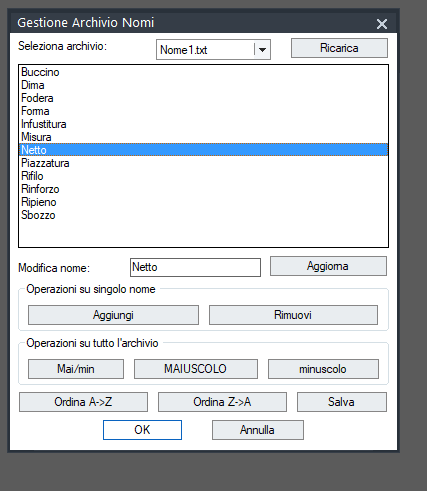 Gestione Archivio Nomi
Seleziona archivio: Nome1.txt Ricarica
Buccino
Dima
Fodera
Forma
Infustitura
Misura
Netto
Piazzatura
Rifilo
Rinforzo
Ripieno
Sbozzo
Modifica nome: Netto Aggiorna
Operazioni su singolo nome
Aggiungi Rimuovi
Operazioni su tutto l'archivio
Mai/min MAIUSCOLO minuscolo
Ordina A->Z Ordina Z->A Salva
OK Annulla